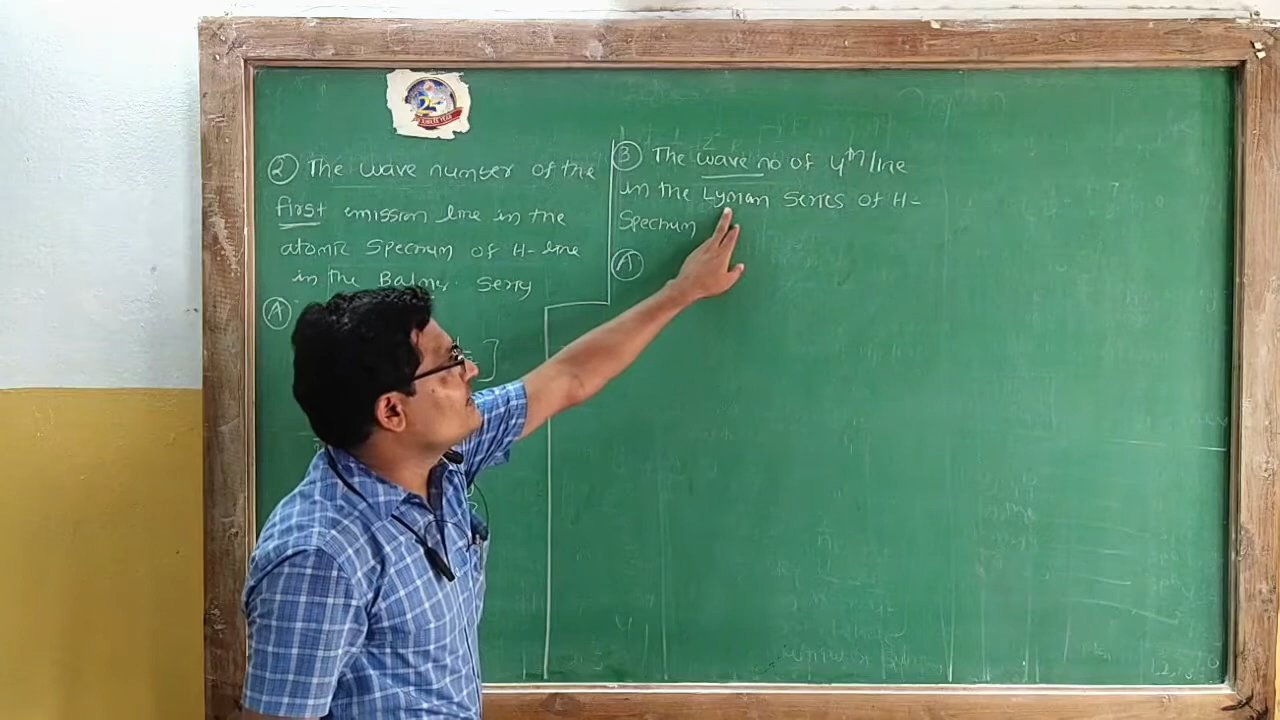 ② The wave number of the
first emission line in the
atomic Spectrum of H-line
in the Balmer Serry
Ⓐ
]
③ The wave no of 4th line
in the Lyman Series of H-
Spectrum
Ⓐ